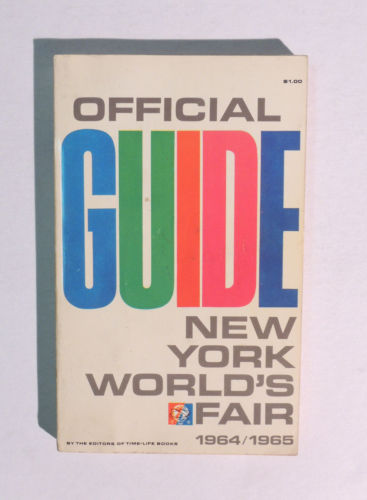 $1.00
OFFICIAL
GUIDE
NEW
YORK
WORLD'S
FAIR
1964/1965
BY THE EDITORS OF TIME-LIFE BOOKS